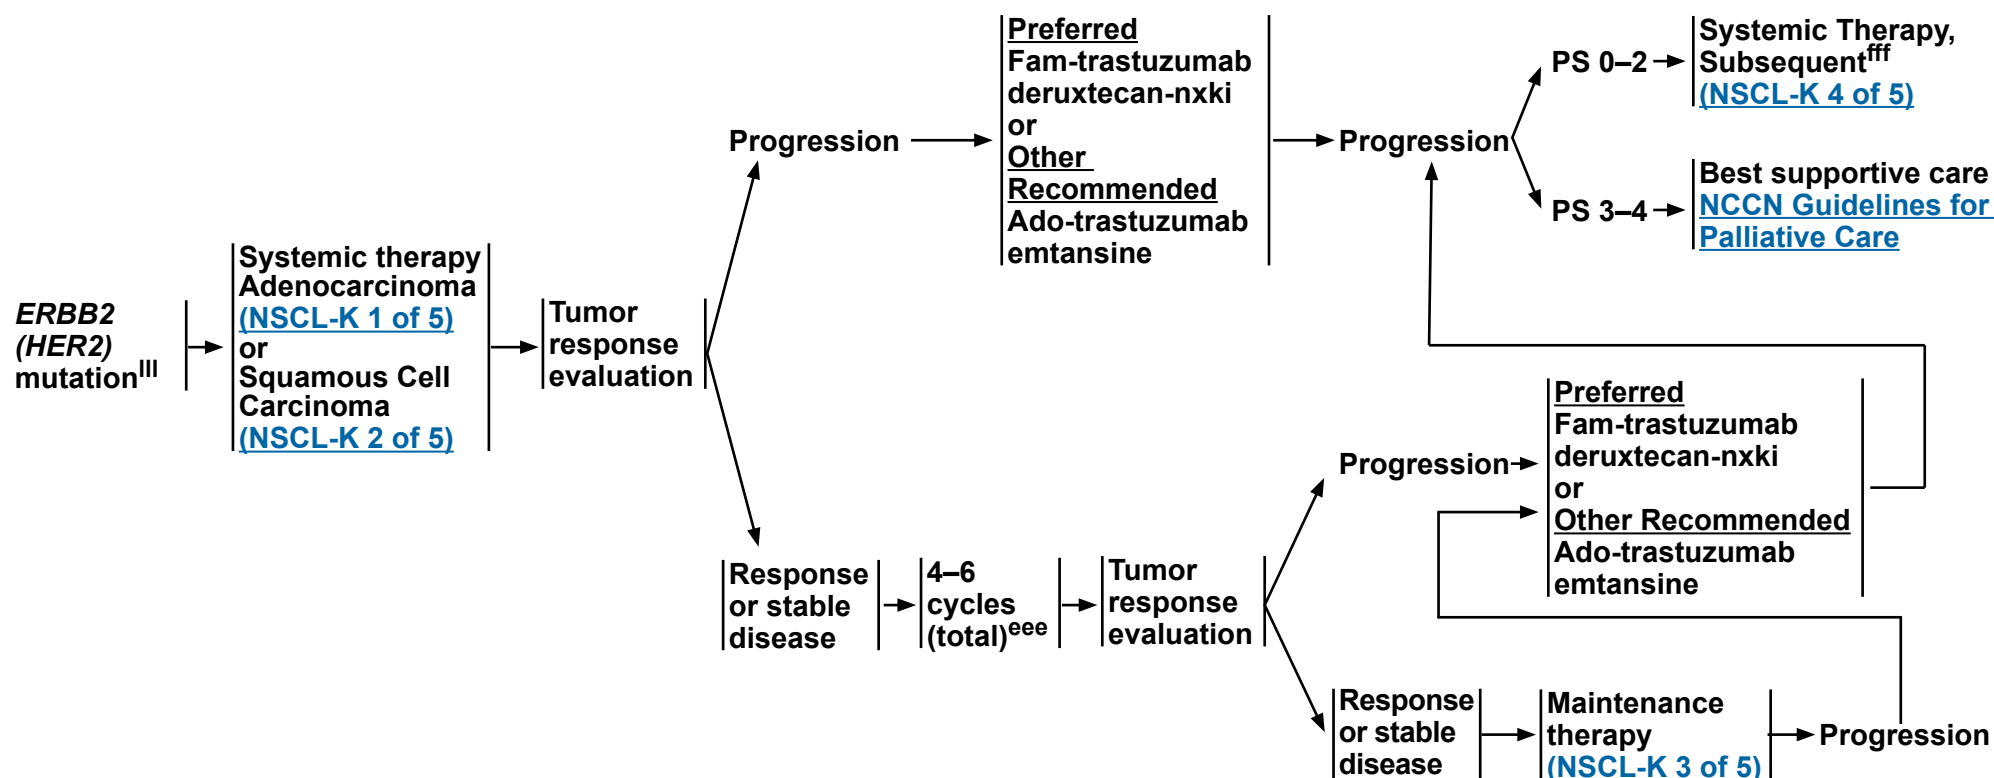 ERBB2
(HER2)
mutationlll
Systemic therapy
Adenocarcinoma
(NSCL-K 1 of 5)
or
Squamous Cell
Carcinoma
(NSCL-K 2 of 5)
Tumor
response
evaluation
Progression
Preferred
Fam-trastuzumab
deruxtecan-nxki
or
Other
Recommended
Ado-trastuzumab
emtansine
Progression
PS 0–2
Systemic Therapy,
Subsequentfff
(NSCL-K 4 of 5)
PS 3–4
Best supportive care
NCCN Guidelines for
Palliative Care
Response
or stable
disease
4–6
cycles
(total)eee
Tumor
response
evaluation
Progression
Preferred
Fam-trastuzumab
deruxtecan-nxki
or
Other Recommended
Ado-trastuzumab
emtansine
Response
or stable
disease
Maintenance
therapy
(NSCL-K 3 of 5)
Progression